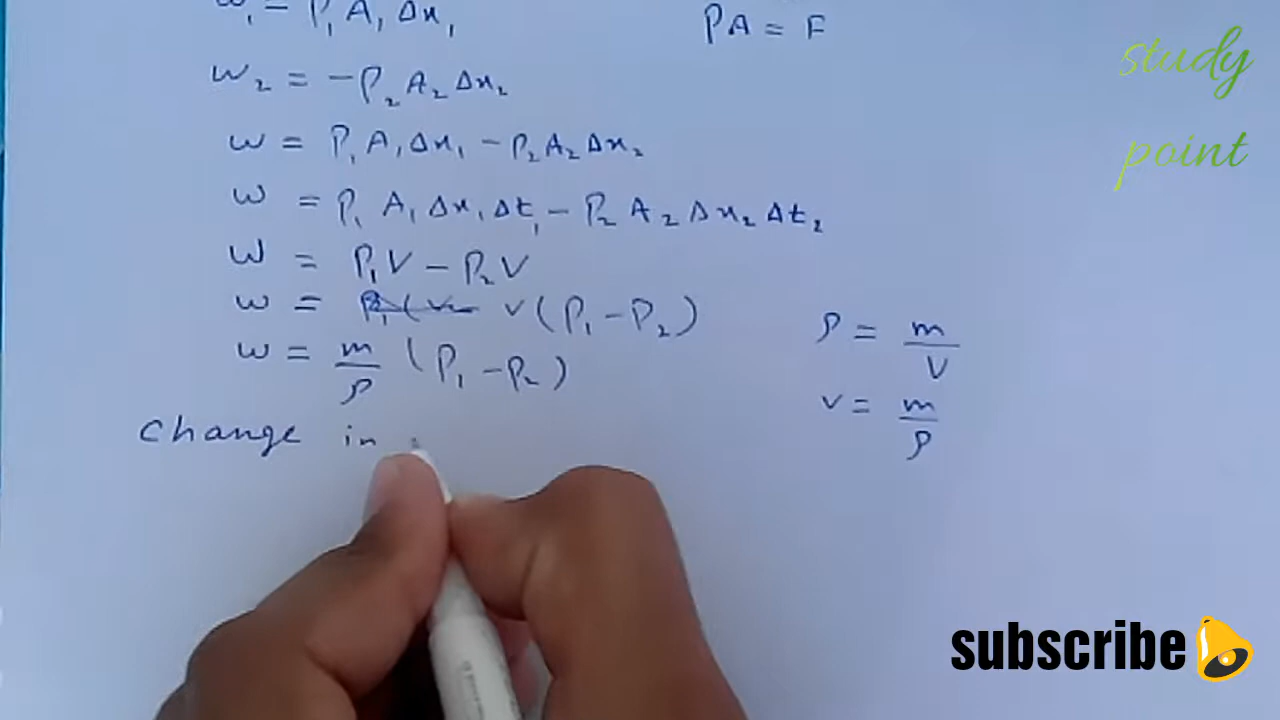 W₁ = P₁ A₁ Δx₁
PA = F
W₂ = -P₂ A₂ Δx₂
W = P₁ A₁ Δx₁ - P₂ A₂ Δx₂
W = P₁ A₁ Δx₁ Δt₁ - P₂ A₂ Δx₂ Δt₂
W = P₁V - P₂V
W = V(P₁ - P₂)
W = m/ρ (P₁ - P₂)
ρ = m/V
V = m/ρ
Change in
study
point
subscribe